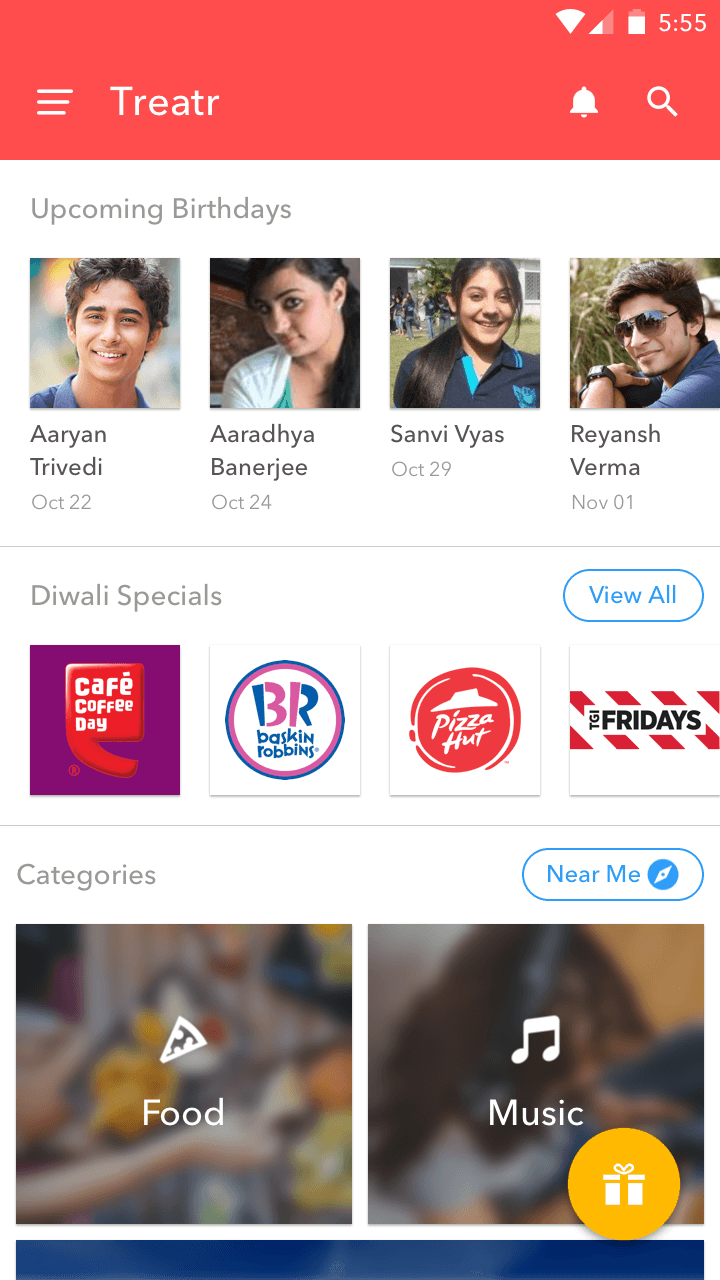 5:55
Treatr
Upcoming Birthdays
Aaryan
Trivedi
Oct 22
Aaradhya
Banerjee
Oct 24
Sanvi Vyas
Oct 29
Reyansh
Verma
Nov 01
Diwali Specials
View All
Café
Coffee
Day
®
BR
baskin
robbins®
Pizza
Hut
™
TGI FRIDAYS
Categories
Near Me
Food
Music